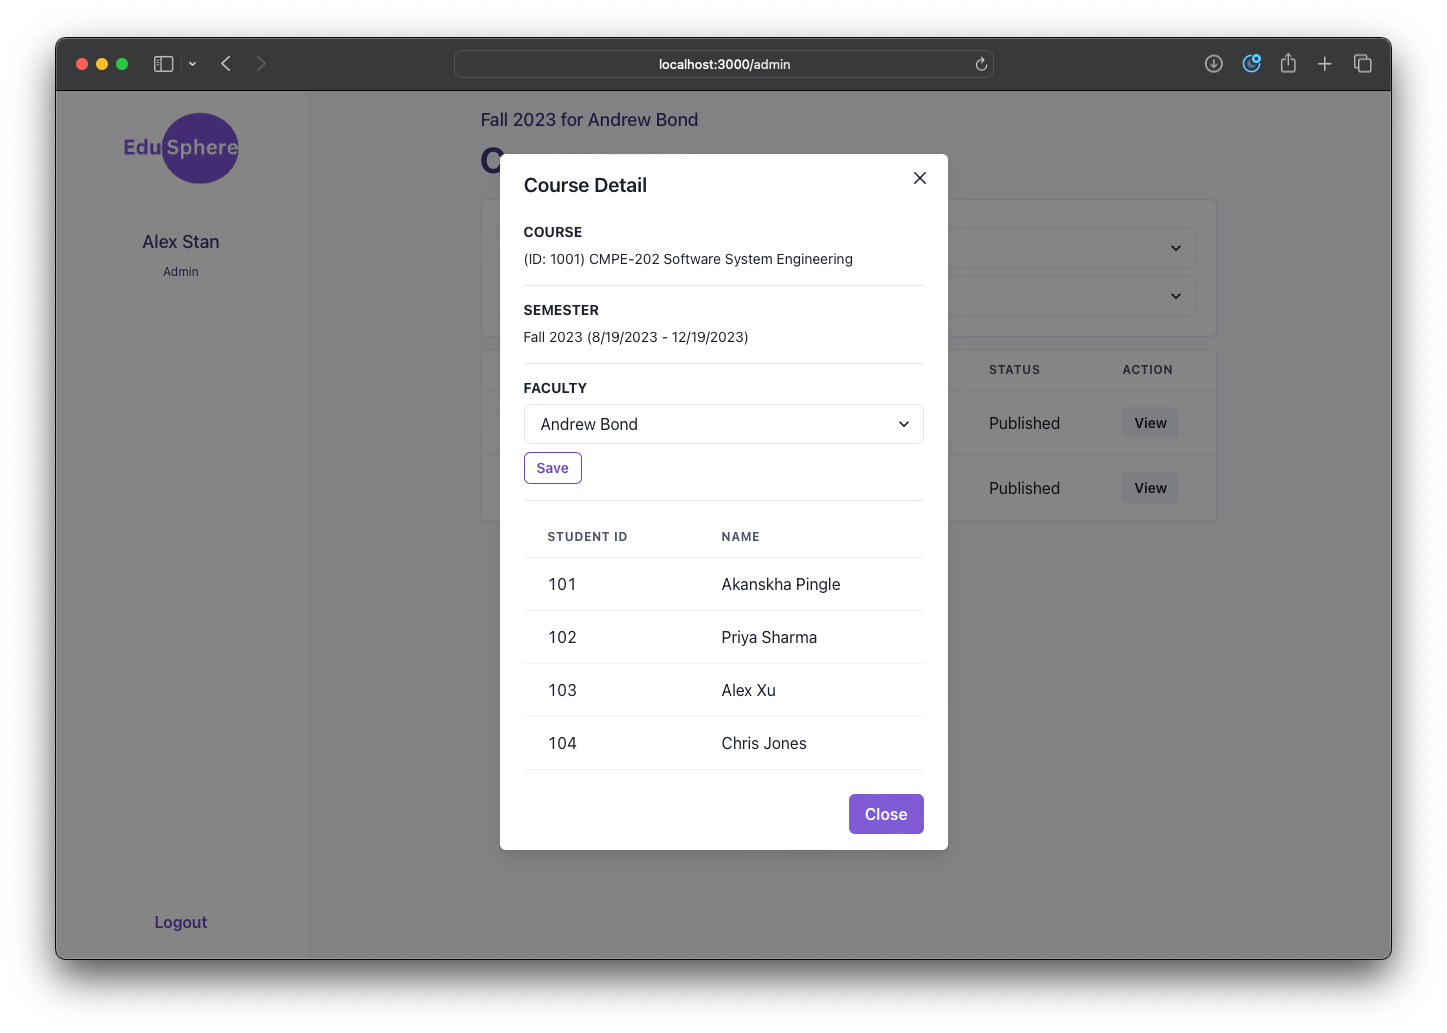 localhost:3000/admin
EduSphere
Alex Stan
Admin
Logout
Fall 2023 for Andrew Bond
STATUS ACTION
Published View
Published View
Course Detail
COURSE
(ID: 1001) CMPE-202 Software System Engineering
SEMESTER
Fall 2023 (8/19/2023 - 12/19/2023)
FACULTY
Andrew Bond
Save
STUDENT ID NAME
101 Akanskha Pingle
102 Priya Sharma
103 Alex Xu
104 Chris Jones
Close